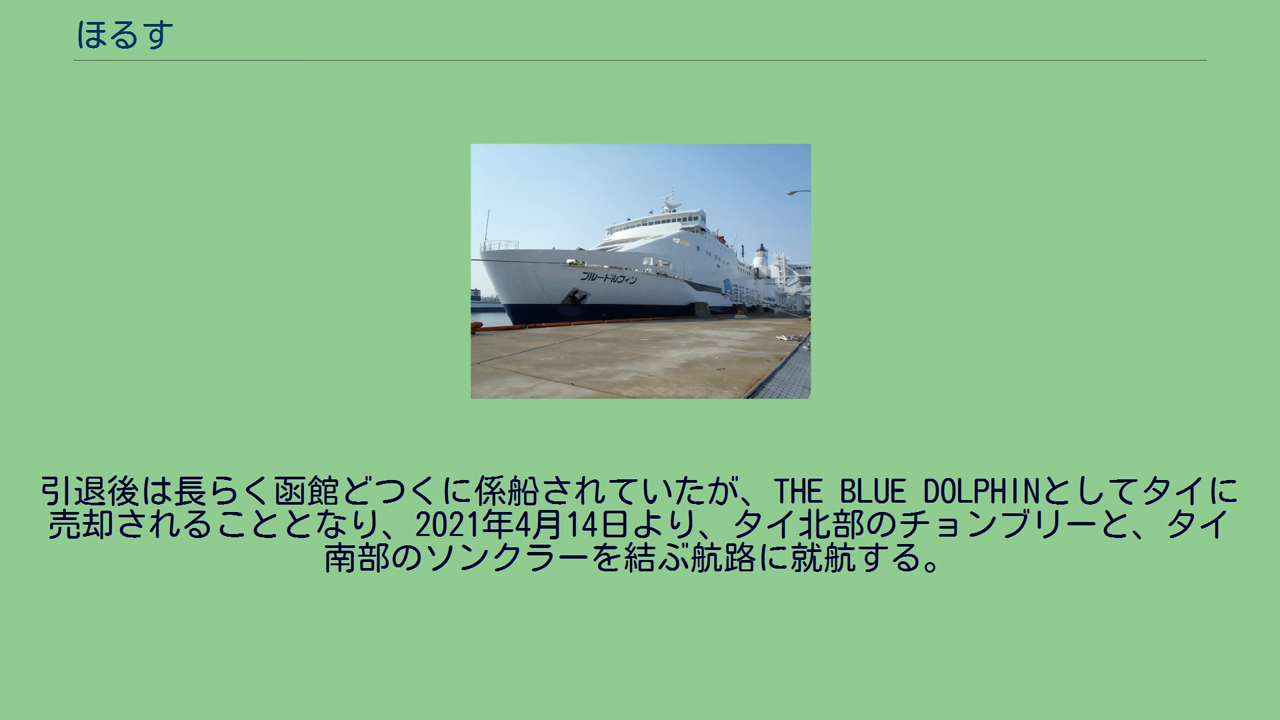 ほるす
ブルードルフィン
引退後は長らく函館どつくに係船されていたが、THE BLUE DOLPHINとしてタイに
売却されることとなり、2021年4月14日より、タイ北部のチョンブリーと、タイ
南部のソンクラーを結ぶ航路に就航する。